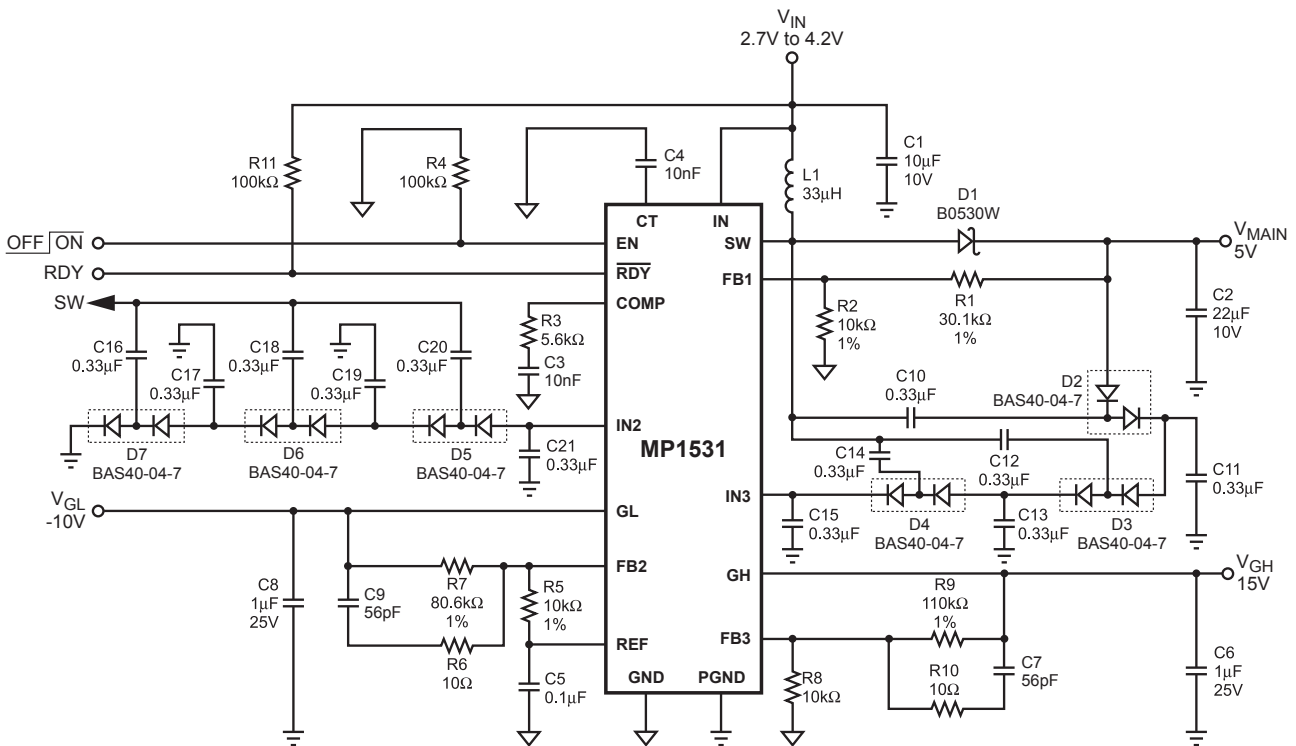 VIN
2.7V to 4.2V
C1
10µF
10V
R11
100kΩ
R4
100kΩ
C4
10nF
L1
33µH
D1
B0530W
CT
IN
OFF ON
EN
SW
VMAIN
5V
RDY
RDY
FB1
SW
COMP
R3
5.6kΩ
C3
10nF
R2
10kΩ
1%
R1
30.1kΩ
1%
C2
22µF
10V
C16
0.33µF
C17
0.33µF
C18
0.33µF
C19
0.33µF
C20
0.33µF
C10
0.33µF
D2
BAS40-04-7
D7
BAS40-04-7
D6
BAS40-04-7
D5
BAS40-04-7
C21
0.33µF
IN2
MP1531
C14
0.33µF
C12
0.33µF
C11
0.33µF
IN3
C15
0.33µF
D4
BAS40-04-7
C13
0.33µF
D3
BAS40-04-7
VGL
-10V
GL
GH
VGH
15V
C8
1µF
25V
C9
56pF
R7
80.6kΩ
1%
R6
10Ω
FB2
R5
10kΩ
1%
REF
C5
0.1µF
GND
PGND
FB3
R8
10kΩ
R9
110kΩ
1%
R10
10Ω
C7
56pF
C6
1µF
25V